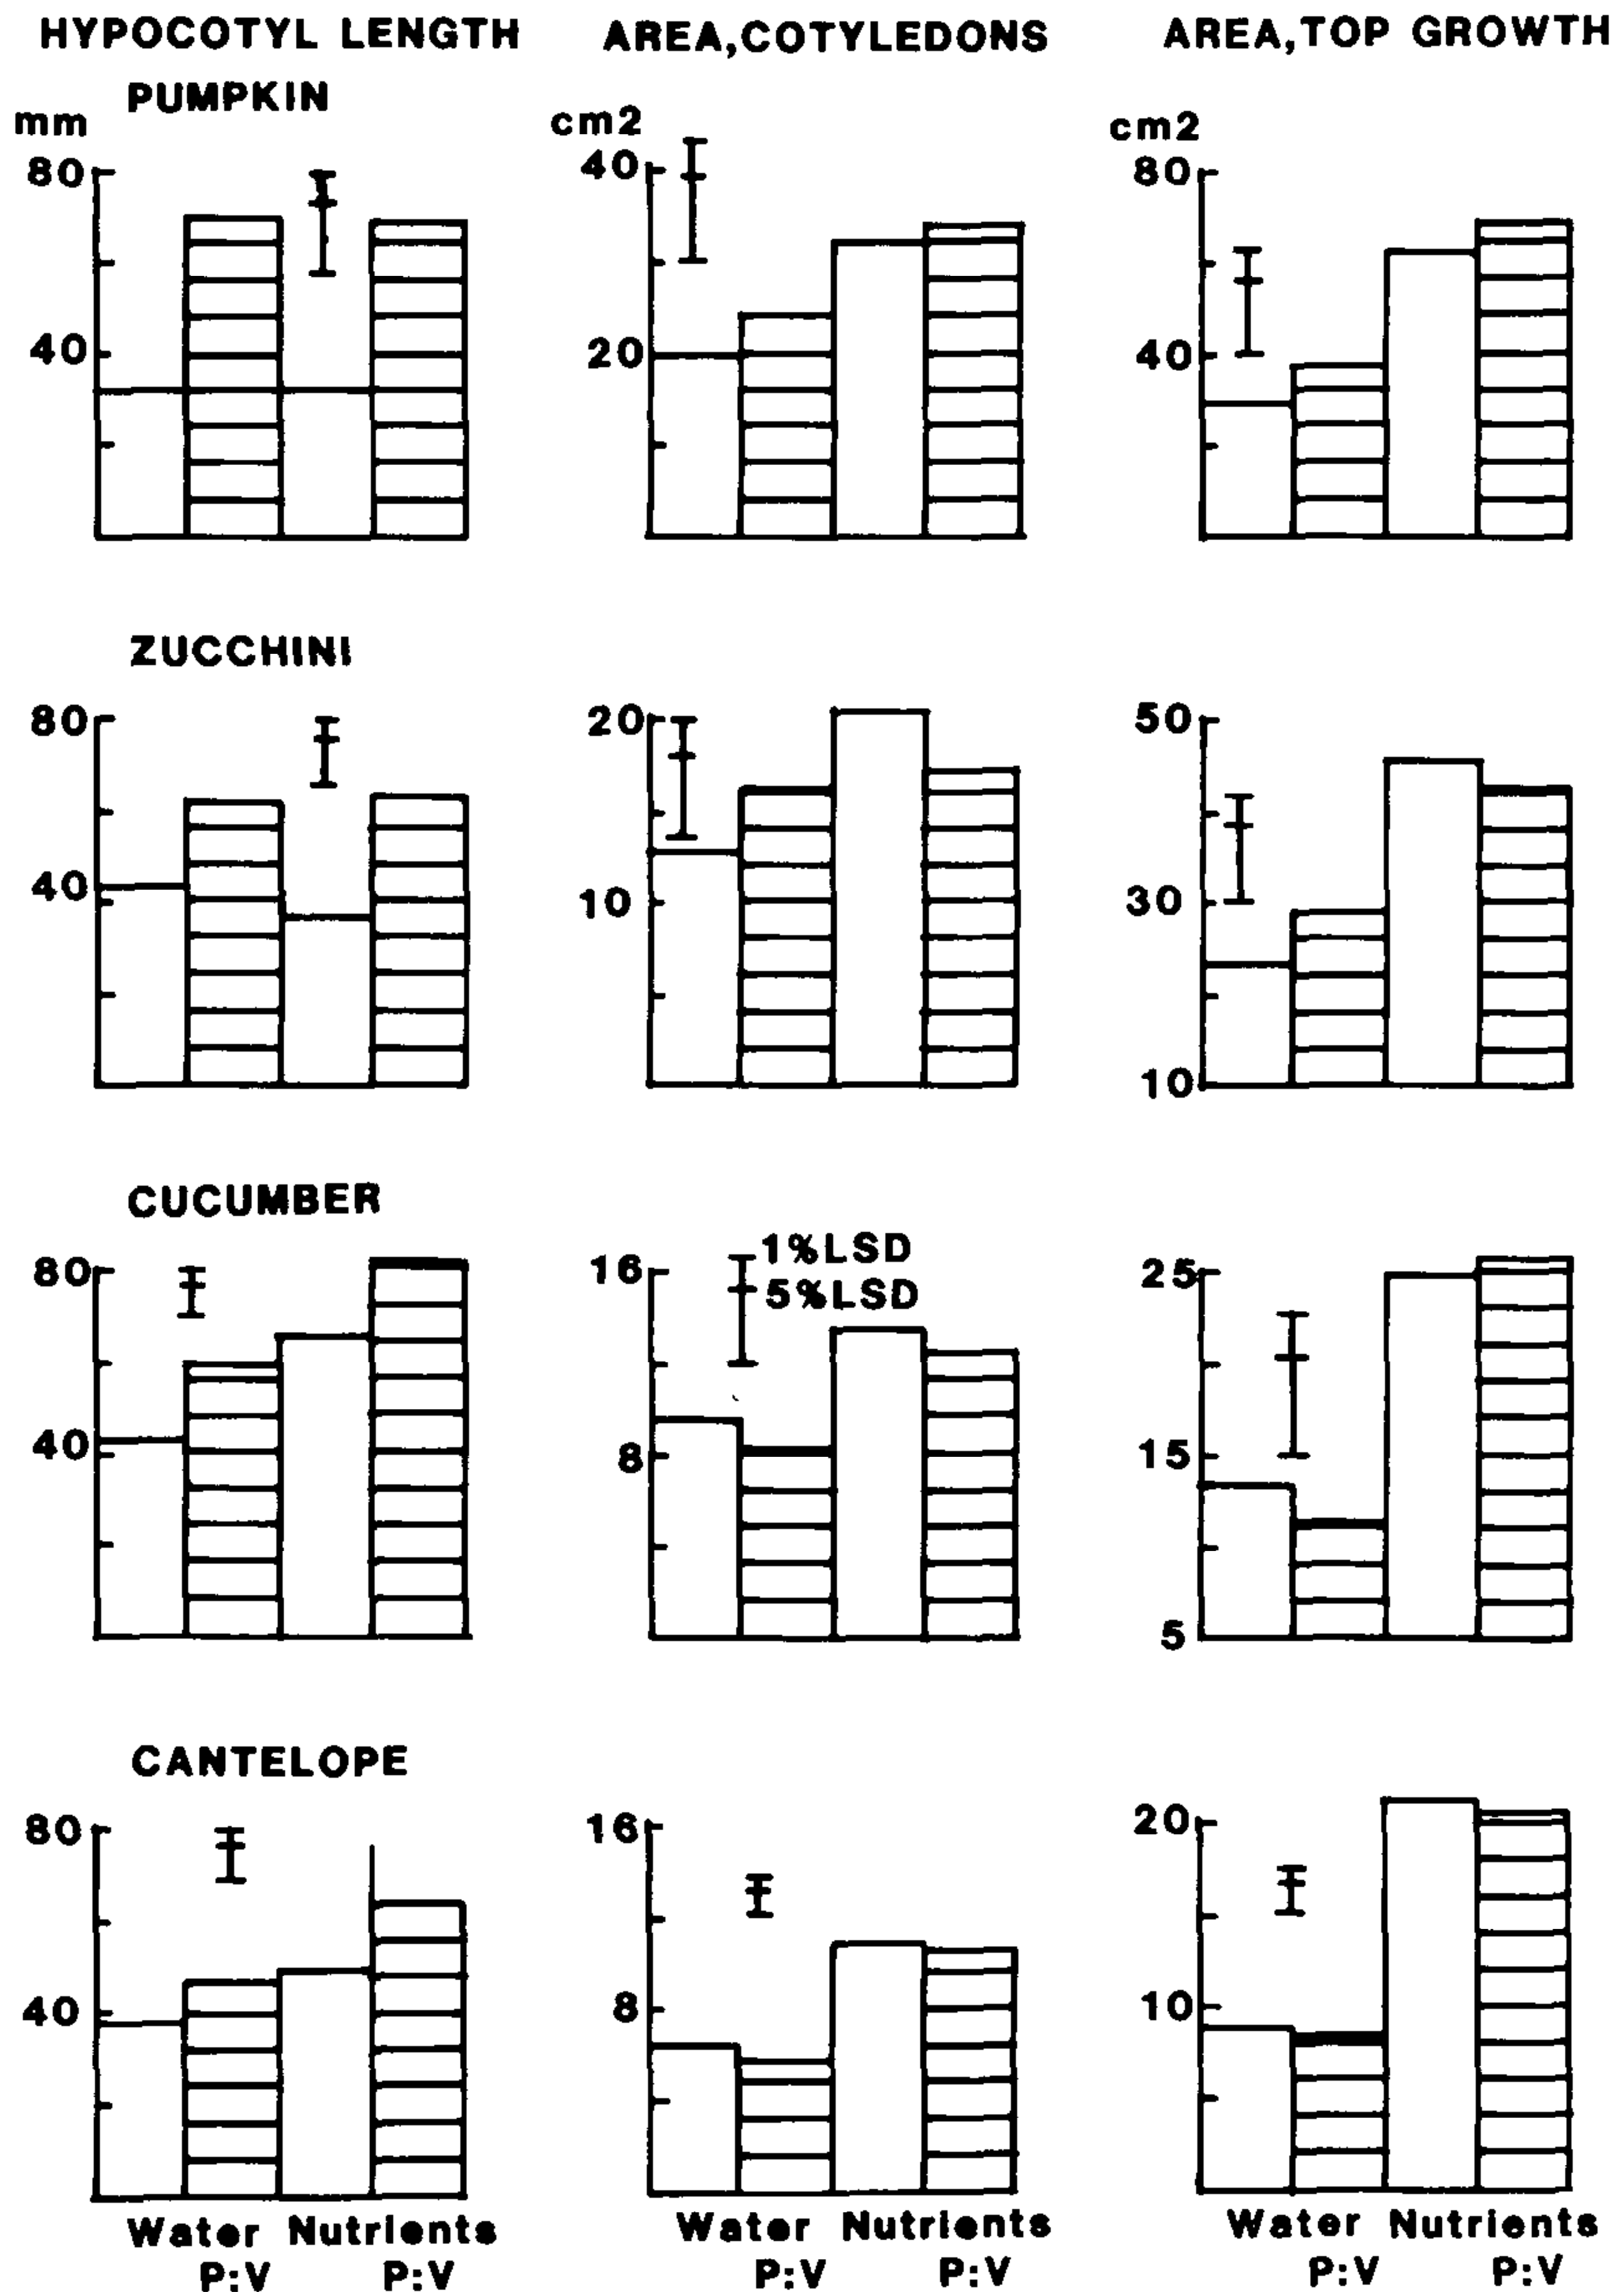 HYPOCOTYL LENGTH AREA,COTYLEDONS AREA,TOP GROWTH
PUMPKIN
mm cm2 cm2
80 40 80
40 20 40
ZUCCHINI
80 20 50
40 10 30
10
CUCUMBER
1%LSD
80 16 25
5%LSD
40 8 15
5
CANTELOPE
80 16 20
40 8 10
Water Nutrients Water Nutrients Water Nutrients
P:V P:V P:V P:V P:V P:V